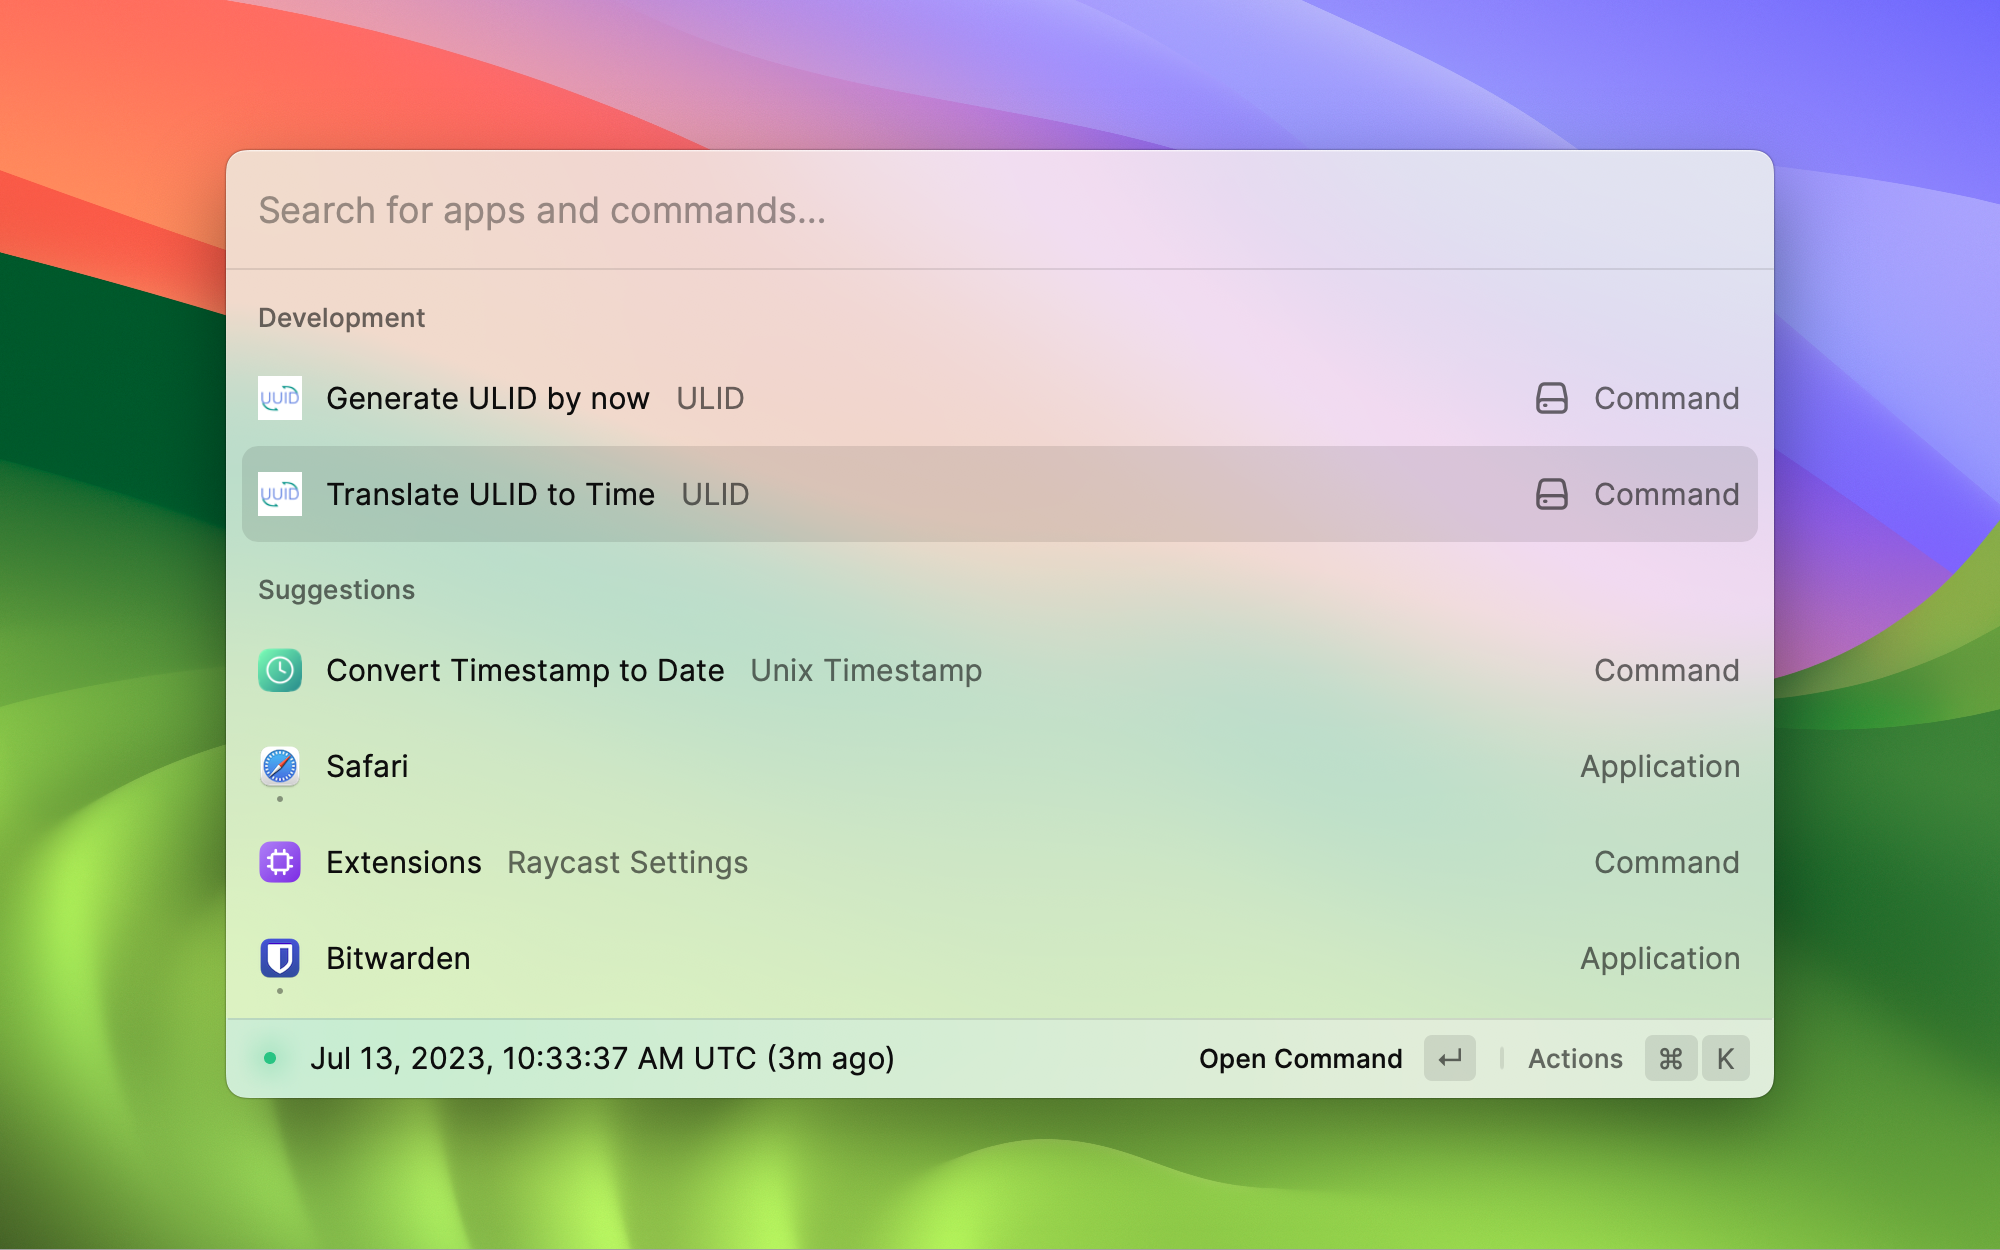 Search for apps and commands...
Development
UUID Generate ULID by now ULID Command
UUID Translate ULID to Time ULID Command
Suggestions
Convert Timestamp to Date Unix Timestamp Command
Safari Application
Extensions Raycast Settings Command
Bitwarden Application
Jul 13, 2023, 10:33:37 AM UTC (3m ago) Open Command ↵ Actions ⌘ K